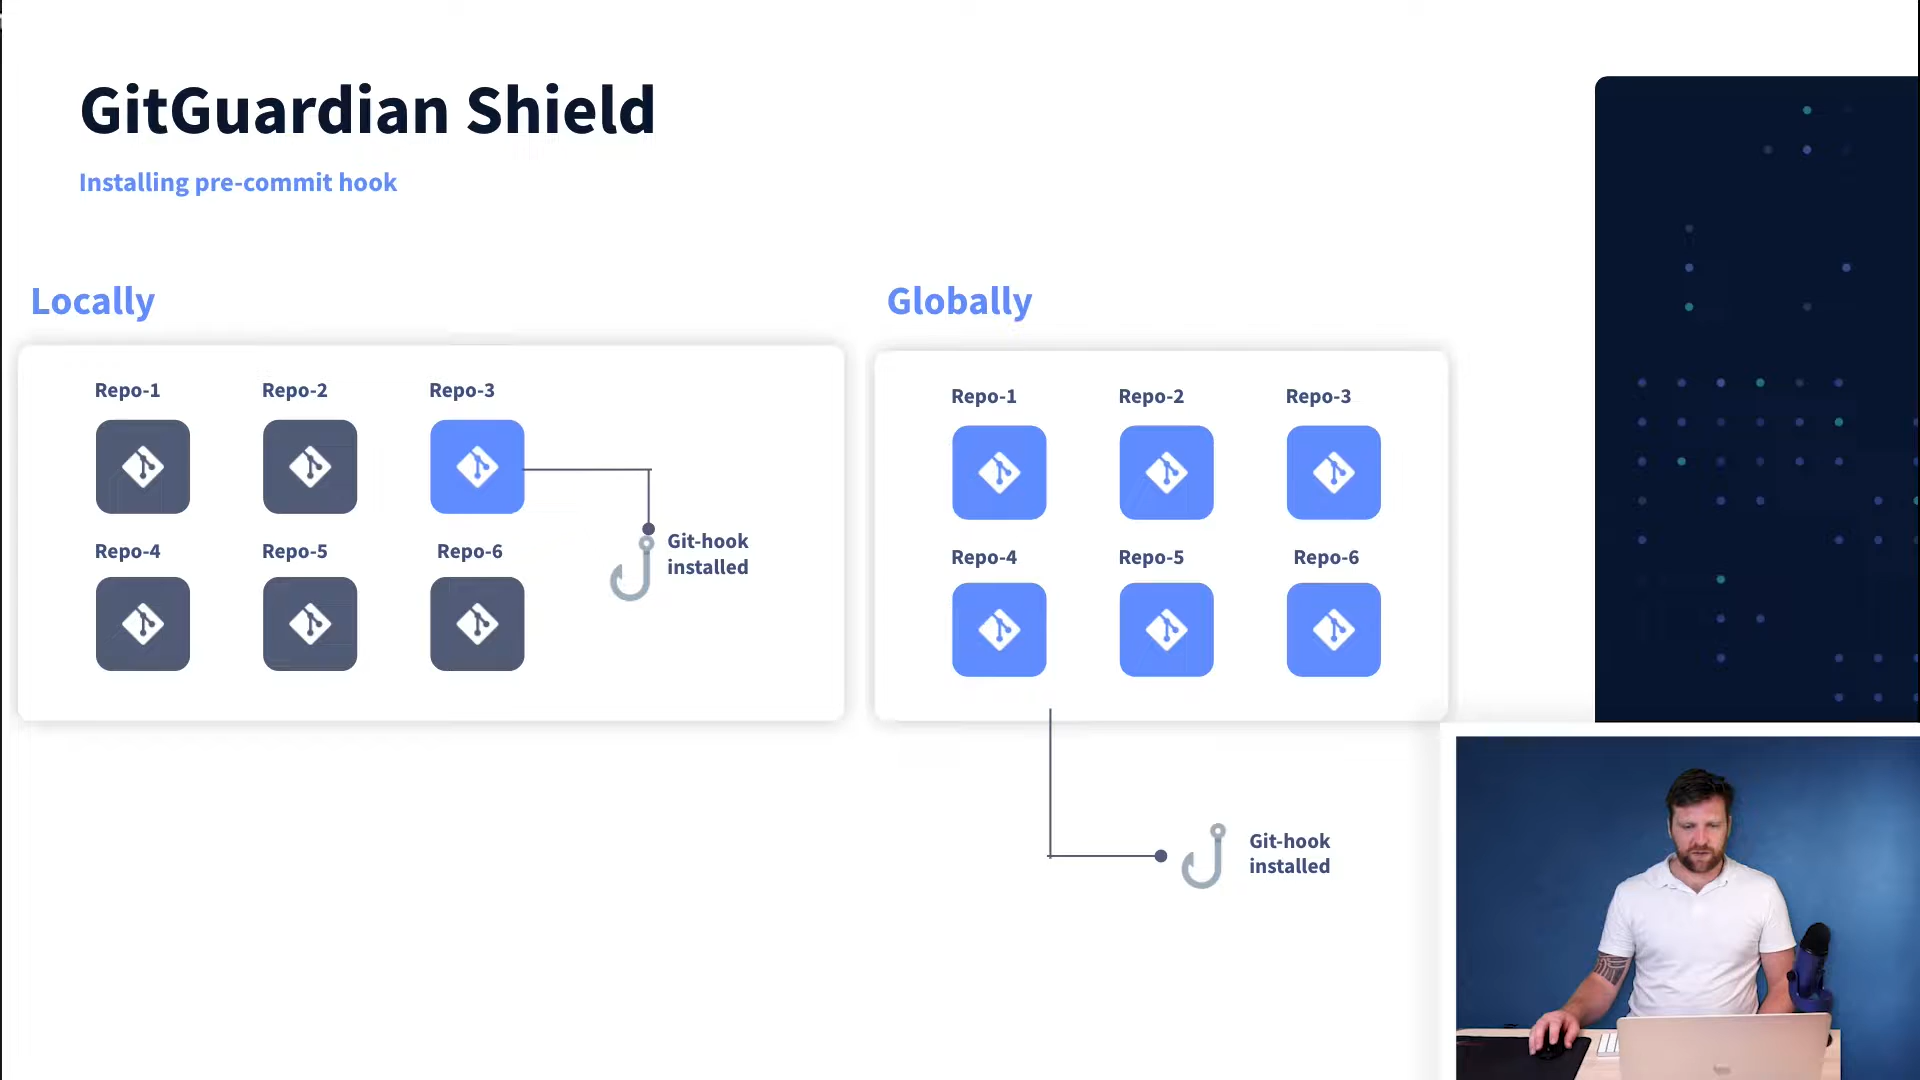 GitGuardian Shield
Installing pre-commit hook
Locally
Repo-1
Repo-2
Repo-3
Repo-4
Repo-5
Repo-6
Git-hook
installed
Globally
Repo-1
Repo-2
Repo-3
Repo-4
Repo-5
Repo-6
Git-hook
installed